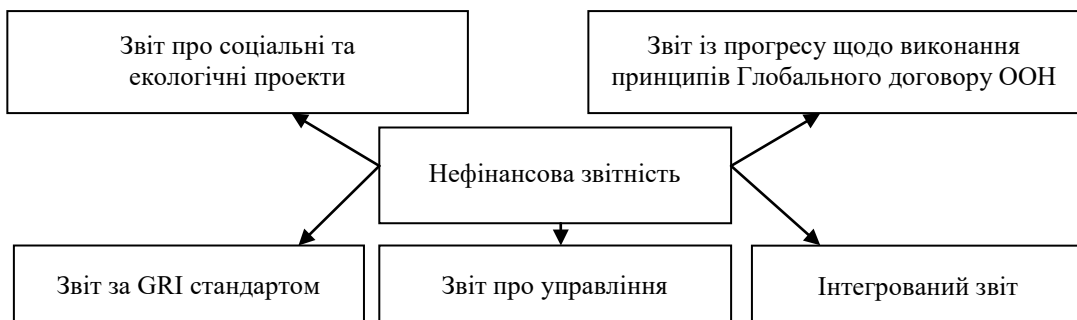 Звіт про соціальні та
екологічні проекти
Звіт із прогресу щодо виконання
принципів Глобального договору ООН
Нефінансова звітність
Звіт за GRI стандартом
Звіт про управління
Інтегрований звіт